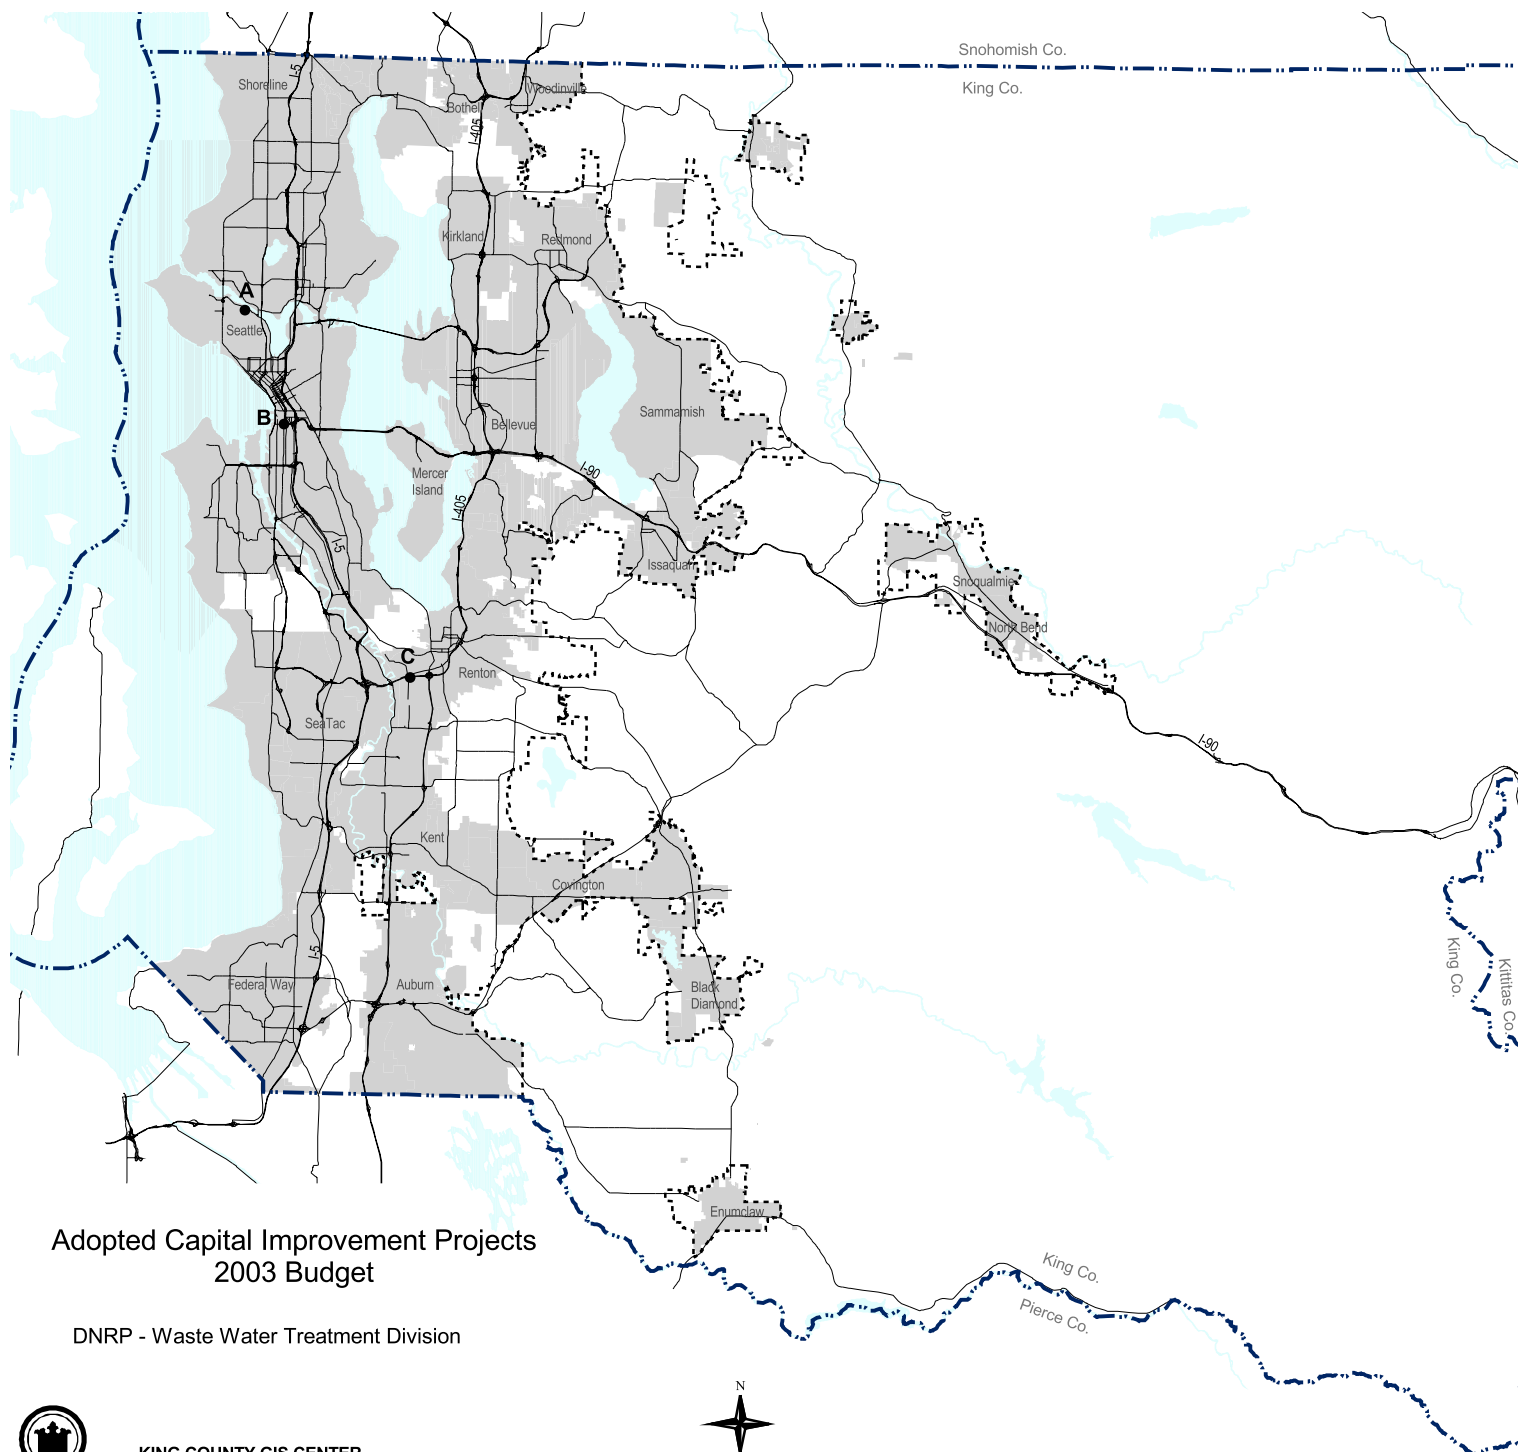 Snohomish Co.
King Co.
I-5
Shoreline
Woodinville
Bothell
I-405
Kirkland
Redmond
A
Seattle
B
Bellevue
Sammamish
Mercer
Island
I-90
I-405
I-5
Issaquah
Snoqualmie
North Bend
C
Renton
SeaTac
I-90
Kent
Covington
I-5
Federal Way
Auburn
Black
Diamond
King Co.
Kittitas Co.
Enumclaw
King Co.
Pierce Co.
Adopted Capital Improvement Projects
2003 Budget
DNRP - Waste Water Treatment Division
N
KING COUNTY GIS CENTER